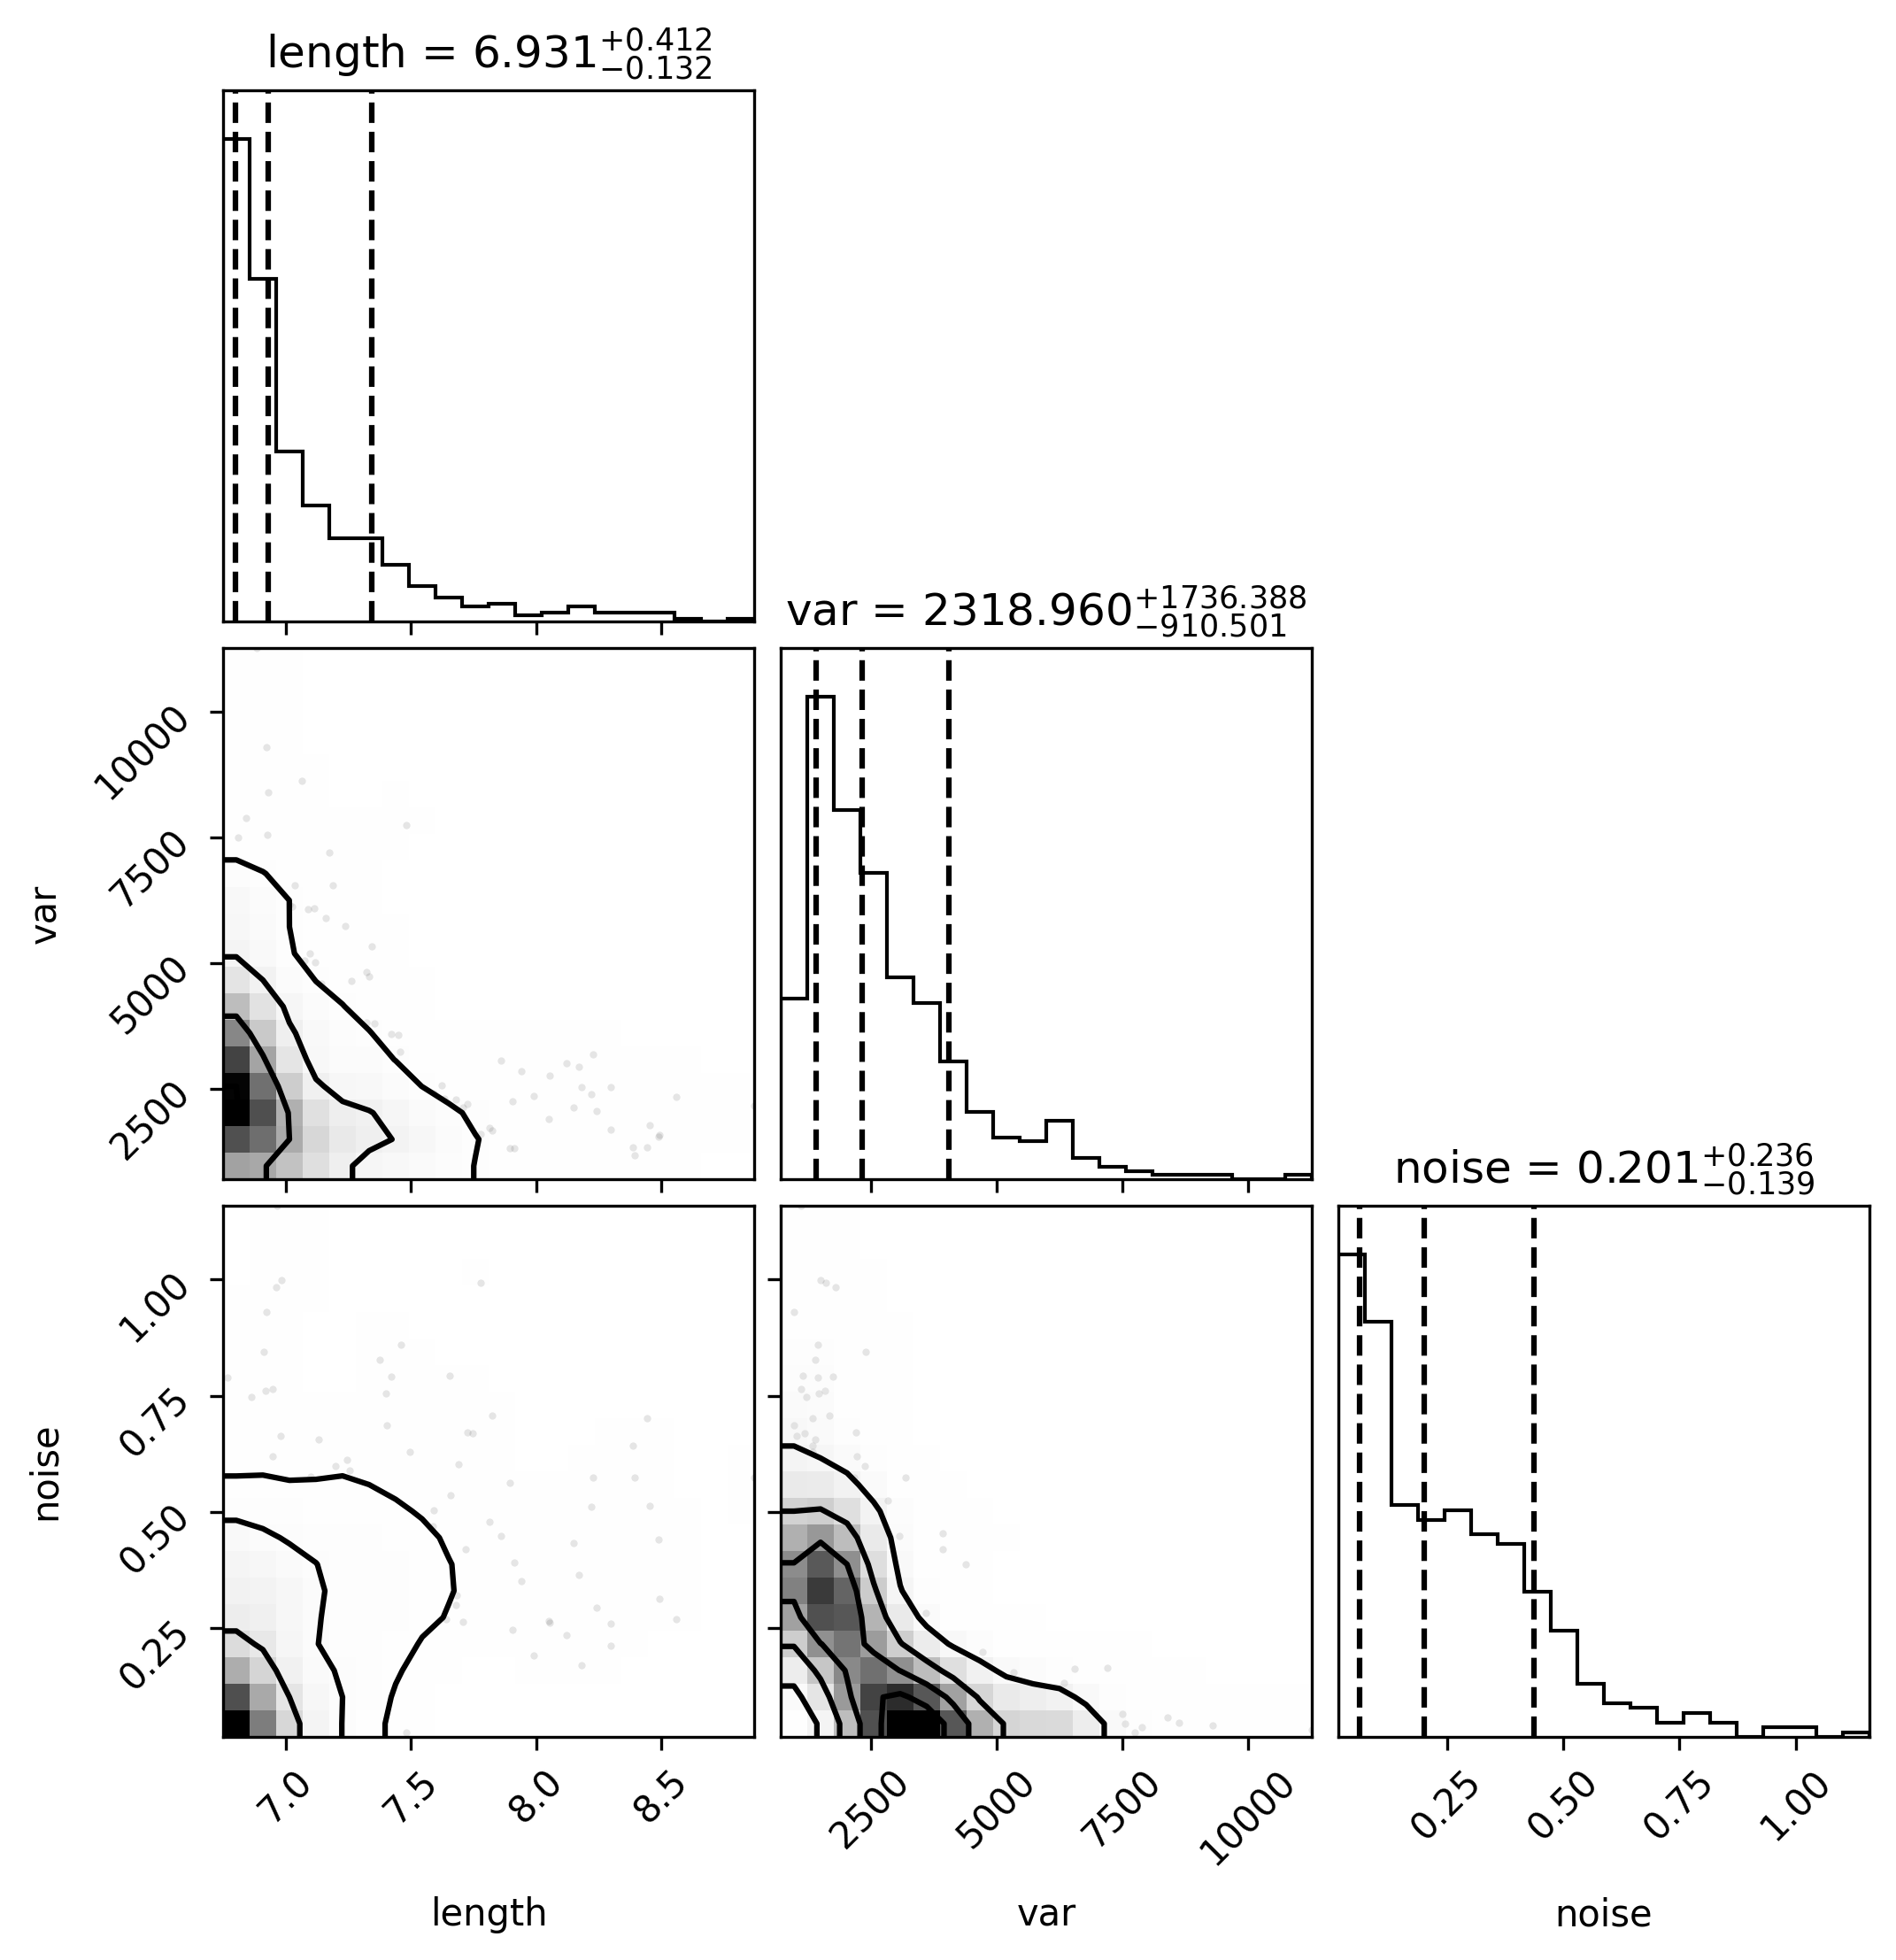 length = 6.931+0.412−0.132
var = 2318.960+1736.388−910.501
10000
7500
5000
2500
var
noise = 0.201+0.236−0.139
1.00
0.75
0.50
0.25
noise
7.0 7.5 8.0 8.5
2500 5000 7500 10000
0.25 0.50 0.75 1.00
length var noise